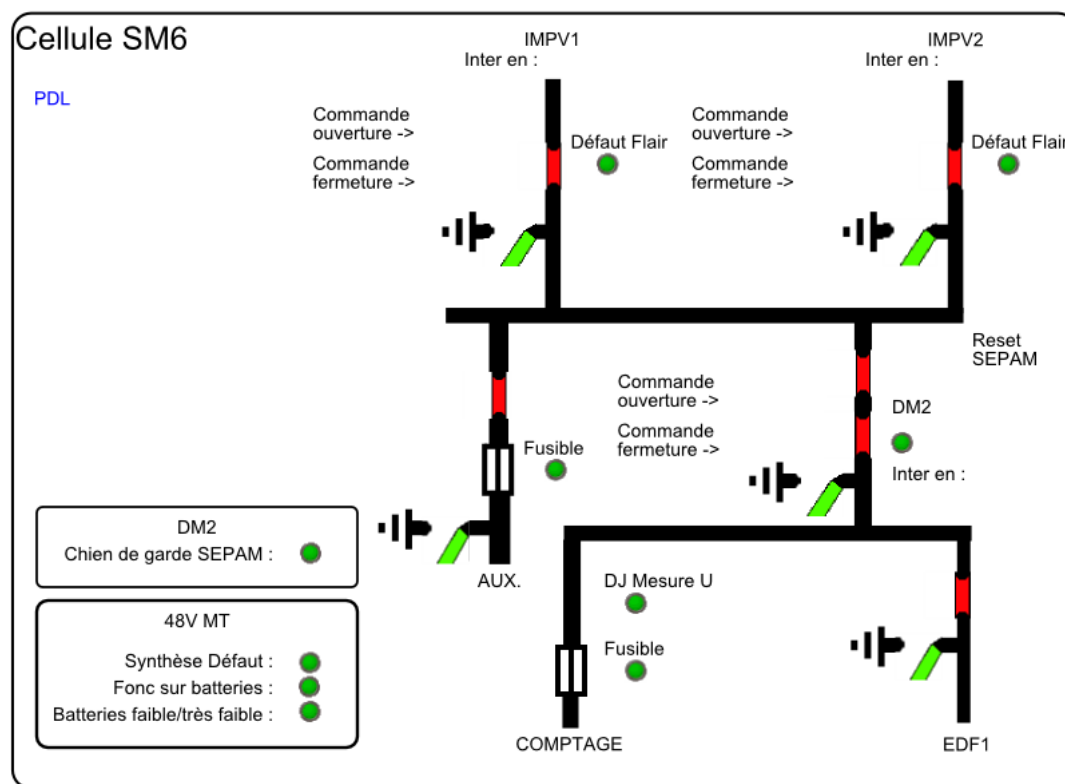 Cellule SM6
PDL
IMPV1
Inter en :
IMPV2
Inter en :
Commande
ouverture ->
Commande
fermeture ->
Défaut Flair
Commande
ouverture ->
Commande
fermeture ->
Défaut Flair
Reset
SEPAM
Commande
ouverture ->
Commande
fermeture ->
DM2
Inter en :
Fusible
DM2
Chien de garde SEPAM :
AUX.
DJ Mesure U
Fusible
48V MT
Synthèse Défaut :
Fonc sur batteries :
Batteries faible/très faible :
COMPTAGE
EDF1